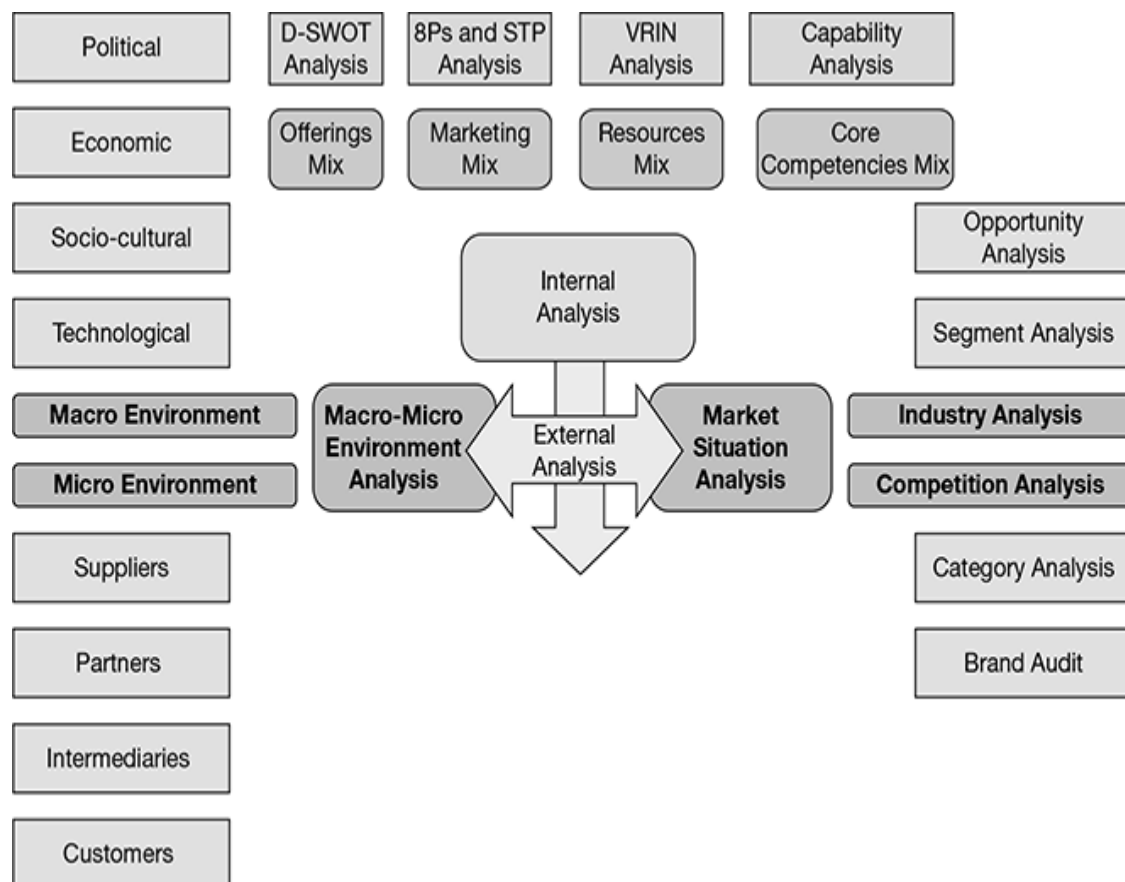 Political
D-SWOT
Analysis
8Ps and STP
Analysis
VRIN
Analysis
Capability
Analysis
Economic
Offerings
Mix
Marketing
Mix
Resources
Mix
Core
Competencies Mix
Socio-cultural
Opportunity
Analysis
Internal
Analysis
Technological
Segment Analysis
Macro Environment
Micro Environment
Macro-Micro
Environment
Analysis
External
Analysis
Market
Situation
Analysis
Industry Analysis
Competition Analysis
Suppliers
Category Analysis
Partners
Brand Audit
Intermediaries
Customers